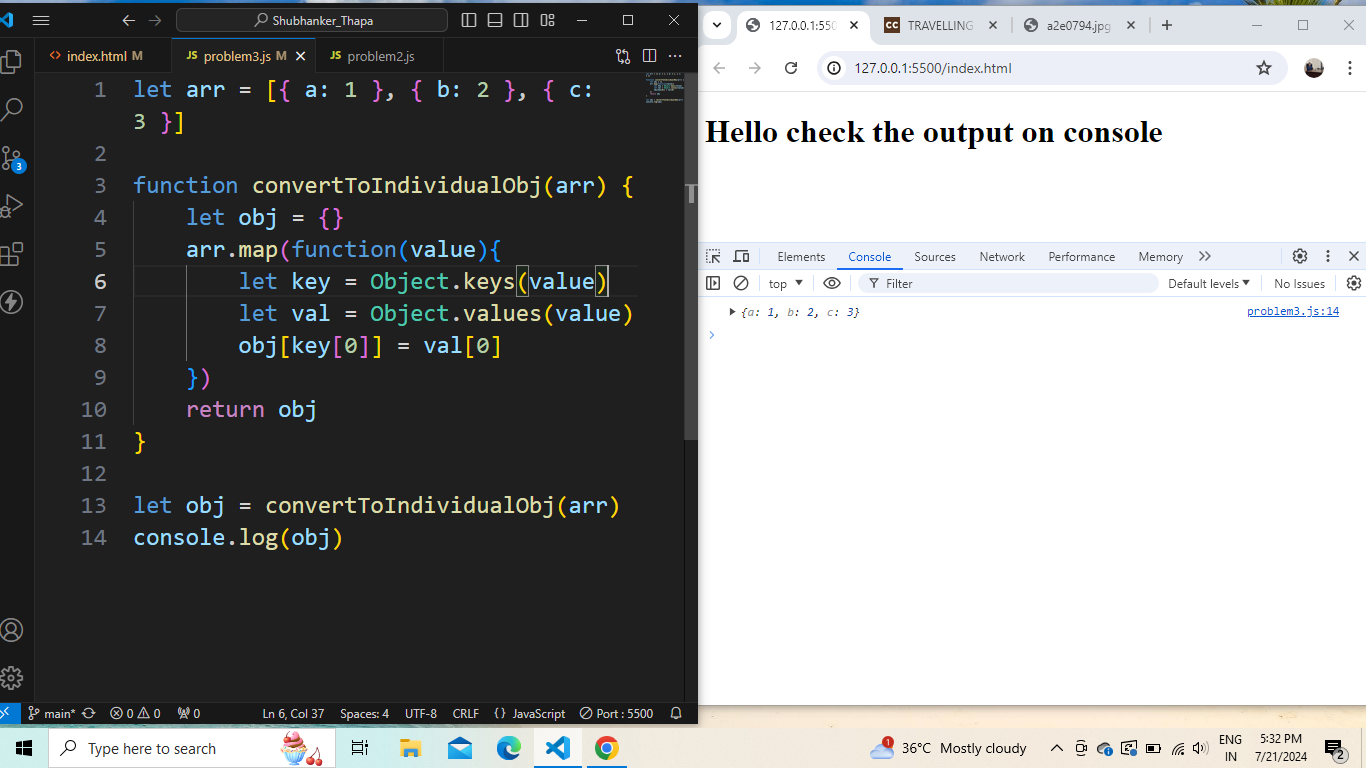 Shubhanker_Thapa
index.html M
JS problem3.js M
JS problem2.js
1 let arr = [{ a: 1 }, { b: 2 }, { c:
3 }]
2
3 function convertToIndividualObj(arr) {
4 let obj = {}
5 arr.map(function(value){
6 let key = Object.keys(value)
7 let val = Object.values(value)
8 obj[key[0]] = val[0]
9 })
10 return obj
11 }
12
13 let obj = convertToIndividualObj(arr)
14 console.log(obj)
3
main* 0 0 0 Ln 6, Col 37 Spaces: 4 UTF-8 CRLF {} JavaScript Port : 5500
127.0.0.1:550
CC TRAVELLING
a2e0794.jpg
127.0.0.1:5500/index.html
Hello check the output on console
Elements Console Sources Network Performance Memory
top Filter Default levels No Issues
{a: 1, b: 2, c: 3} problem3.js:14
Type here to search
1 36°C Mostly cloudy
ENG
IN
5:32 PM
7/21/2024
2